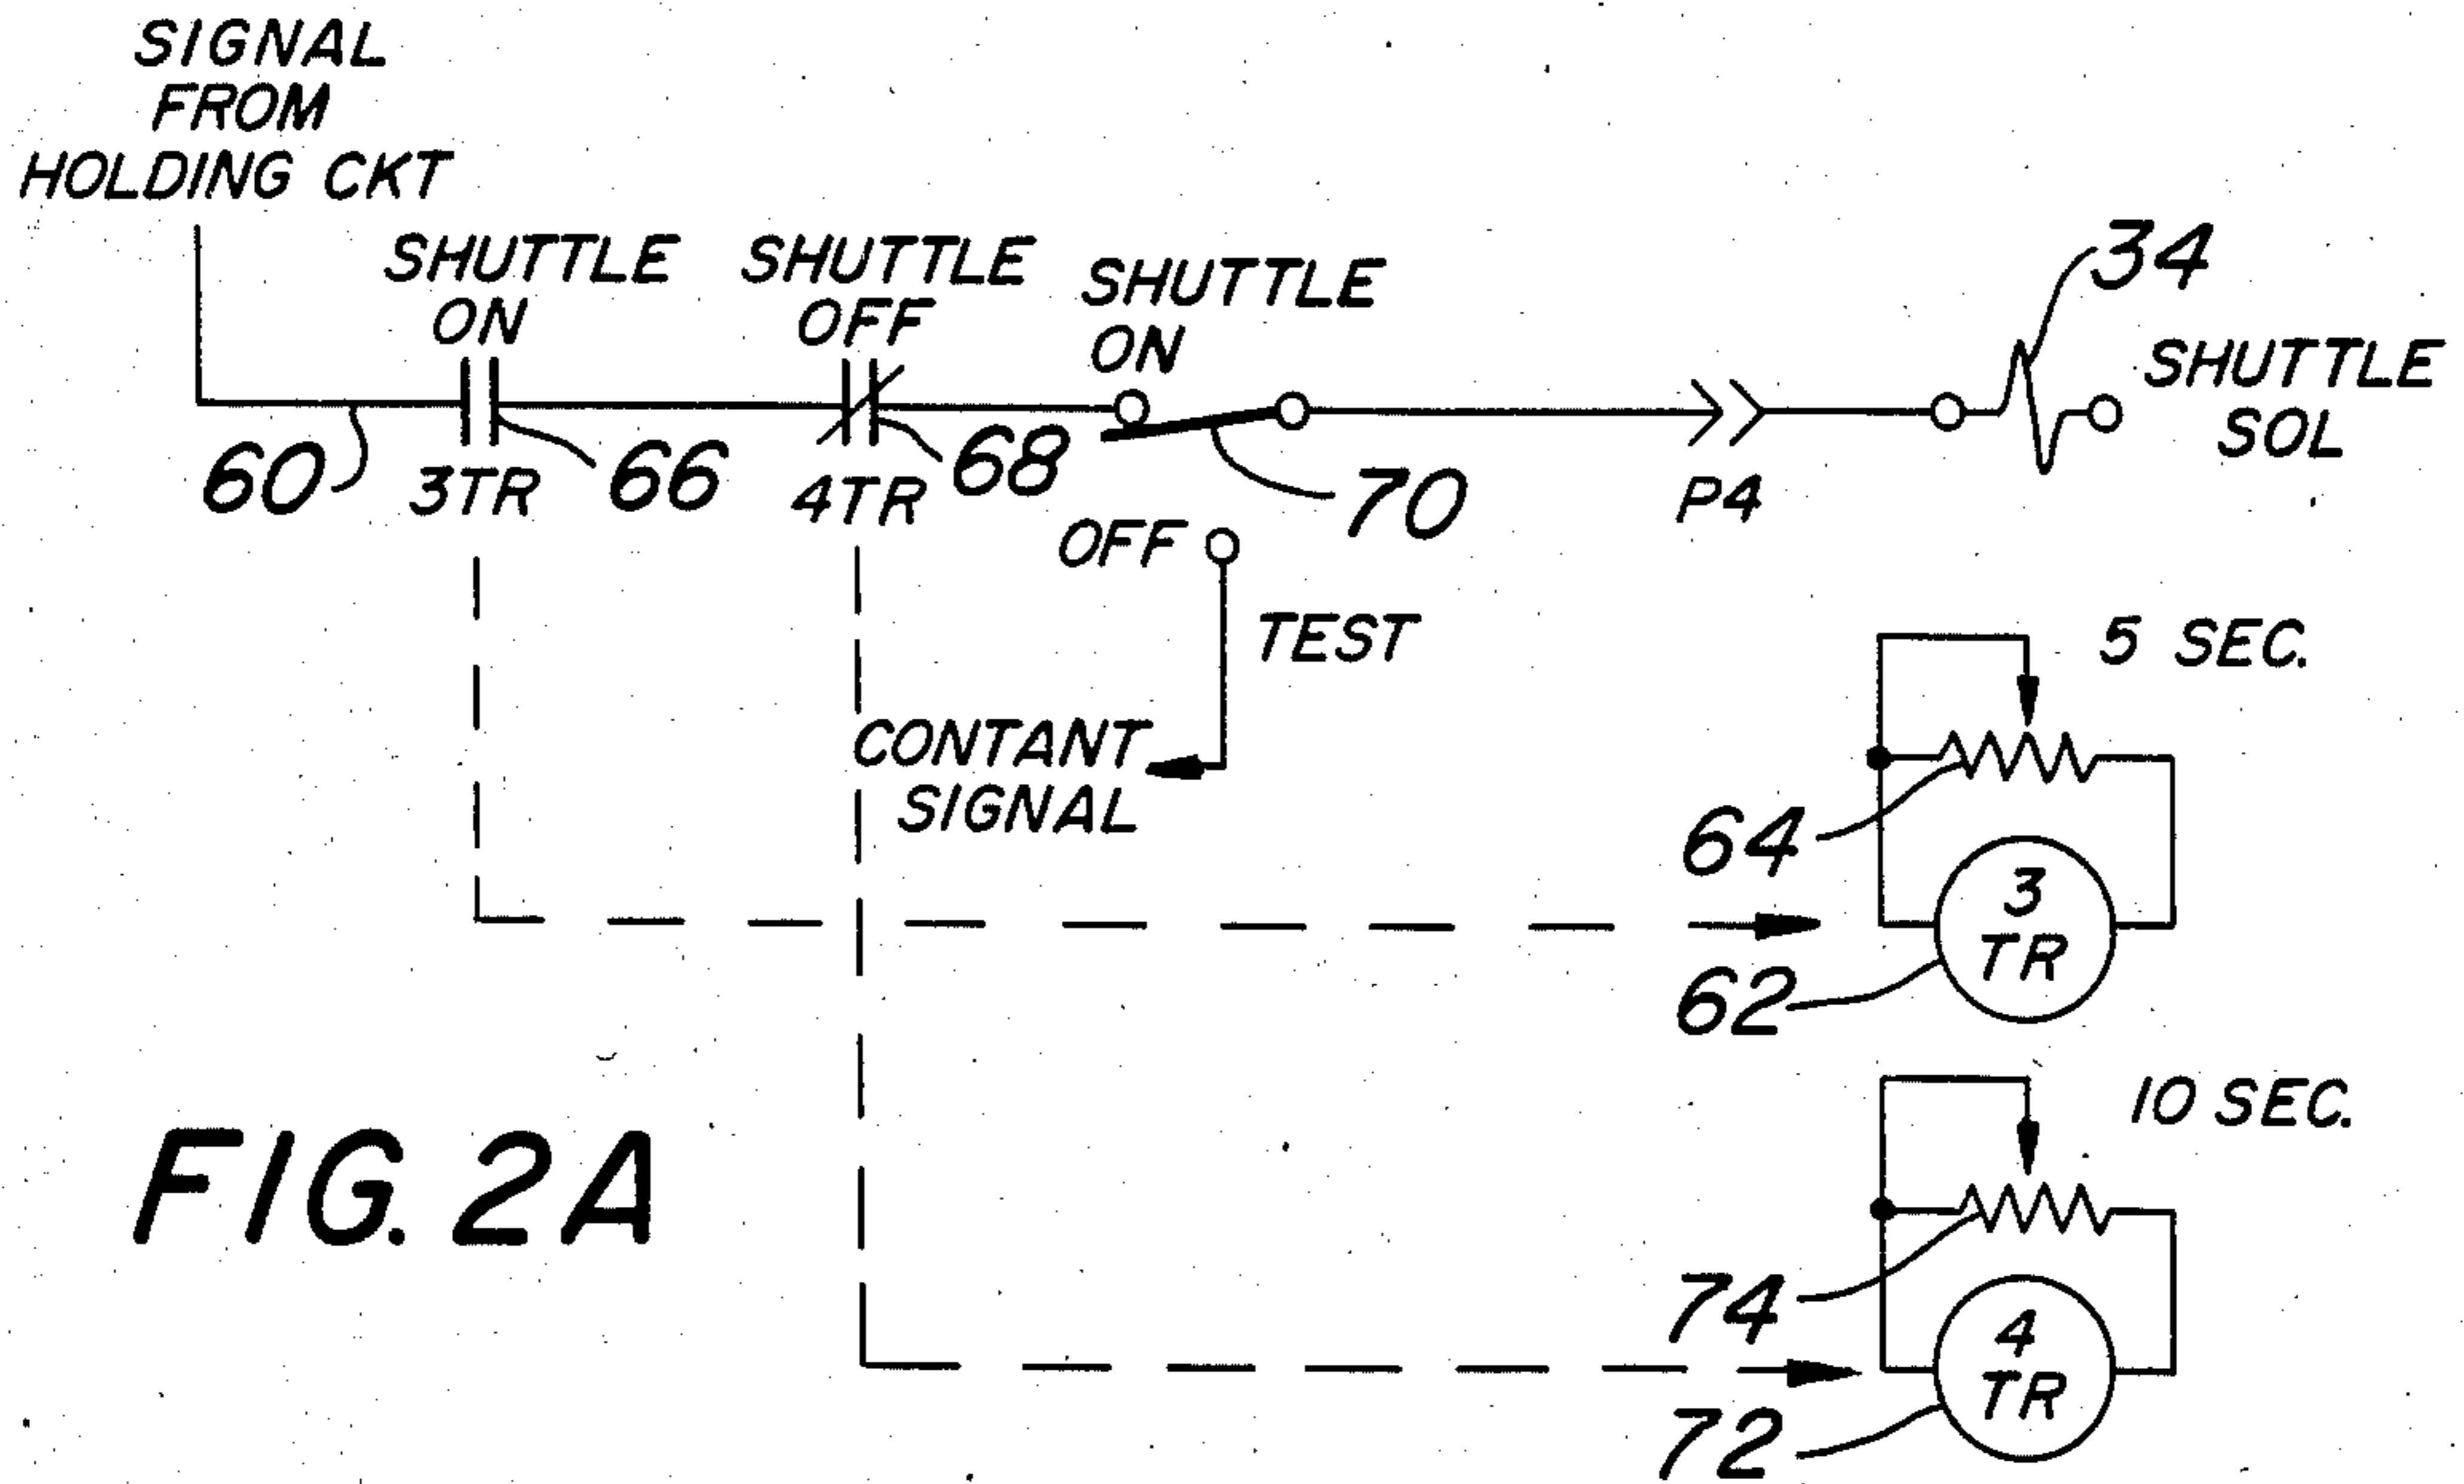 SIGNAL
FROM
HOLDING CKT
SHUTTLE
ON
SHUTTLE
OFF
SHUTTLE
ON
34
SHUTTLE
SOL
60
3TR
66
4TR
68
70
P4
OFF
TEST
5 SEC.
CONTANT
SIGNAL
64
3
TR
62
10 SEC.
FIG. 2A
74
4
TR
72